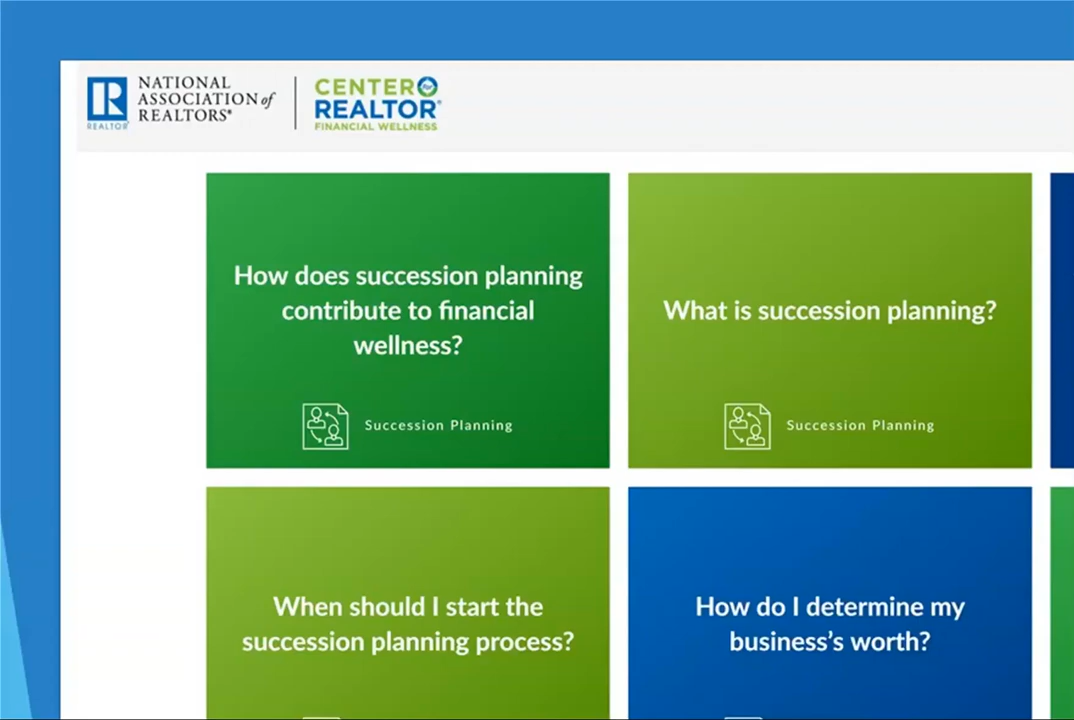 NATIONAL
ASSOCIATION of
REALTORS®
REALTOR®
CENTER for
REALTOR®
FINANCIAL WELLNESS
How does succession planning
contribute to financial
wellness?
Succession Planning
What is succession planning?
Succession Planning
When should I start the
succession planning process?
How do I determine my
business’s worth?